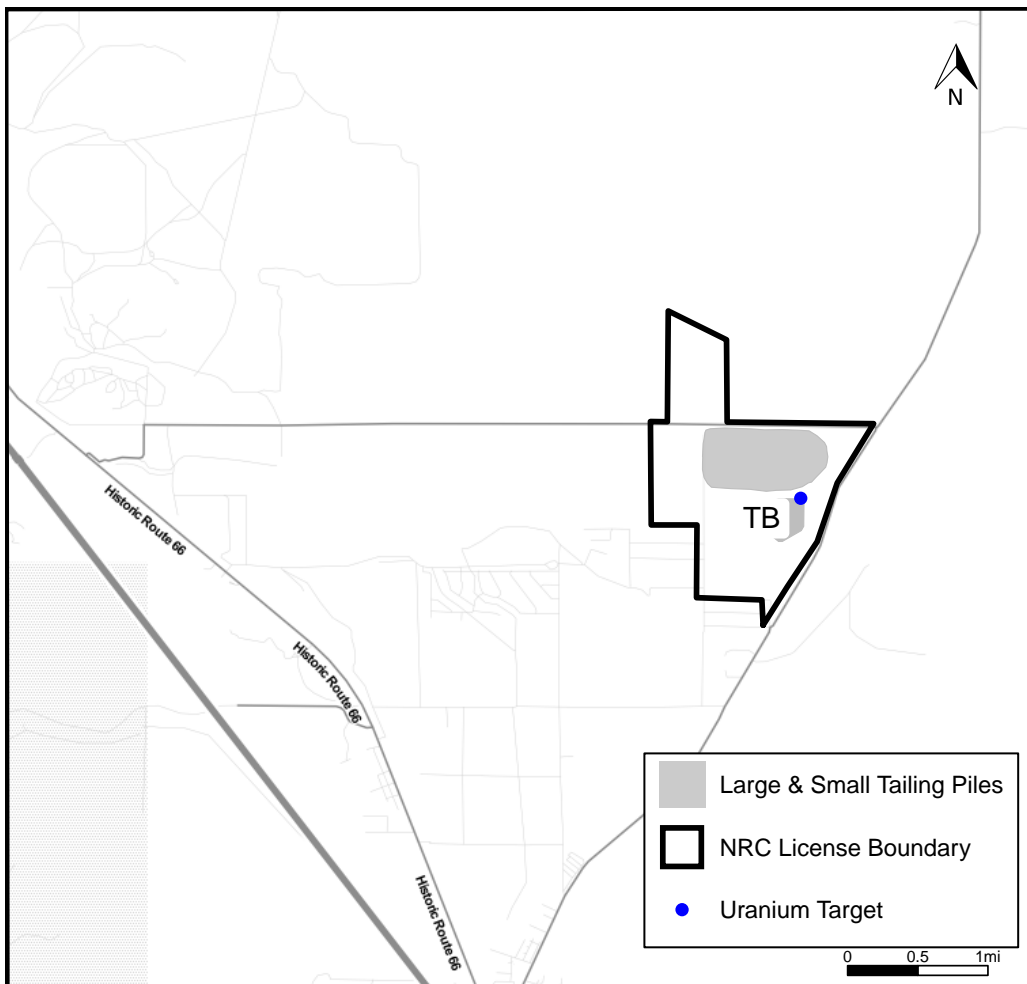 N
TB
Historic Route 66
Historic Route 66
Historic Route 66
Large & Small Tailing Piles
NRC License Boundary
Uranium Target
0 0.5 1mi